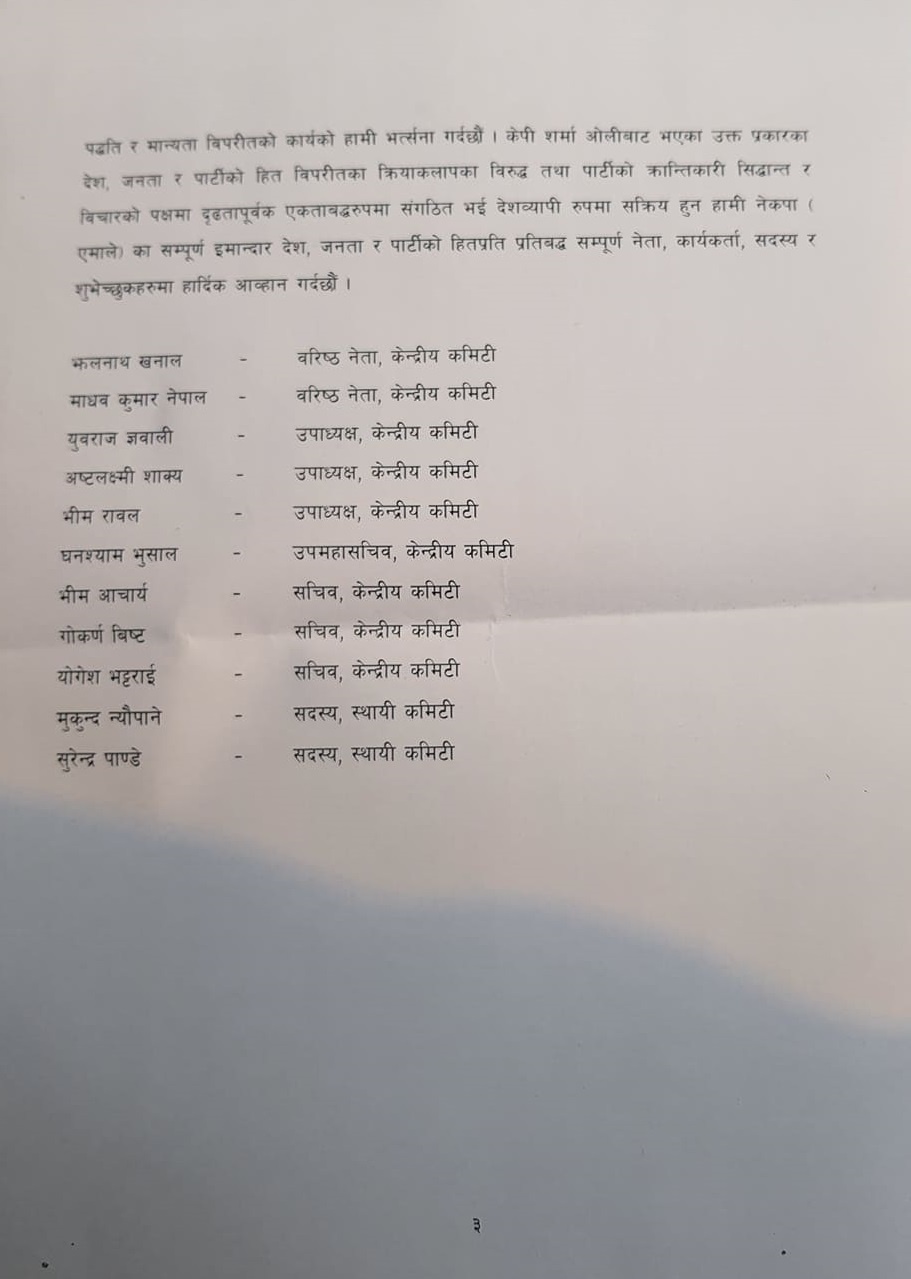 पद्धति र मान्यता विपरीतको कार्यको हामी भर्त्सना गर्दछौं । केपी शर्मा ओलीबाट भएका उक्त प्रकारका
देश, जनता र पार्टीको हित विपरीतका क्रियाकलापका विरुद्ध तथा पार्टीको क्रान्तिकारी सिद्धान्त र
विचारको पक्षमा दृढतापूर्वक एकताबद्धरुपमा संगठित भई देशव्यापी रुपमा सक्रिय हुन हामी नेकपा (
एमाले) का सम्पूर्ण इमान्दार देश, जनता र पार्टीको हितप्रति प्रतिबद्ध सम्पूर्ण नेता, कार्यकर्ता, सदस्य र
शुभेच्छुकहरुमा हार्दिक आव्हान गर्दछौं ।
झलनाथ खनाल - वरिष्ठ नेता, केन्द्रीय कमिटी
माधव कुमार नेपाल - वरिष्ठ नेता, केन्द्रीय कमिटी
युवराज ज्ञवाली - उपाध्यक्ष, केन्द्रीय कमिटी
अष्टलक्ष्मी शाक्य - उपाध्यक्ष, केन्द्रीय कमिटी
भीम रावल - उपाध्यक्ष, केन्द्रीय कमिटी
घनश्याम भुसाल - उपमहासचिव, केन्द्रीय कमिटी
भीम आचार्य - सचिव, केन्द्रीय कमिटी
गोकर्ण बिष्ट - सचिव, केन्द्रीय कमिटी
योगेश भट्टराई - सचिव, केन्द्रीय कमिटी
मुकुन्द न्यौपाने - सदस्य, स्थायी कमिटी
सुरेन्द्र पाण्डे - सदस्य, स्थायी कमिटी
३